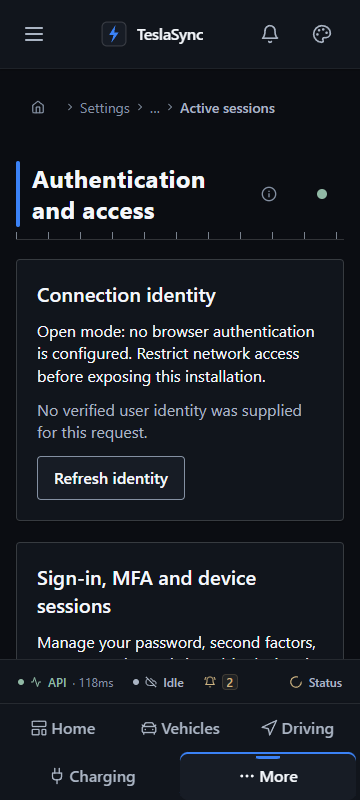 TeslaSync
Settings
...
Active sessions
Authentication
and access
Connection identity
Open mode: no browser authentication
is configured. Restrict network access
before exposing this installation.
No verified user identity was supplied
for this request.
Refresh identity
Sign-in, MFA and device
sessions
Manage your password, second factors,
API · 118ms
Idle
2
Status
Home
Vehicles
Driving
Charging
More